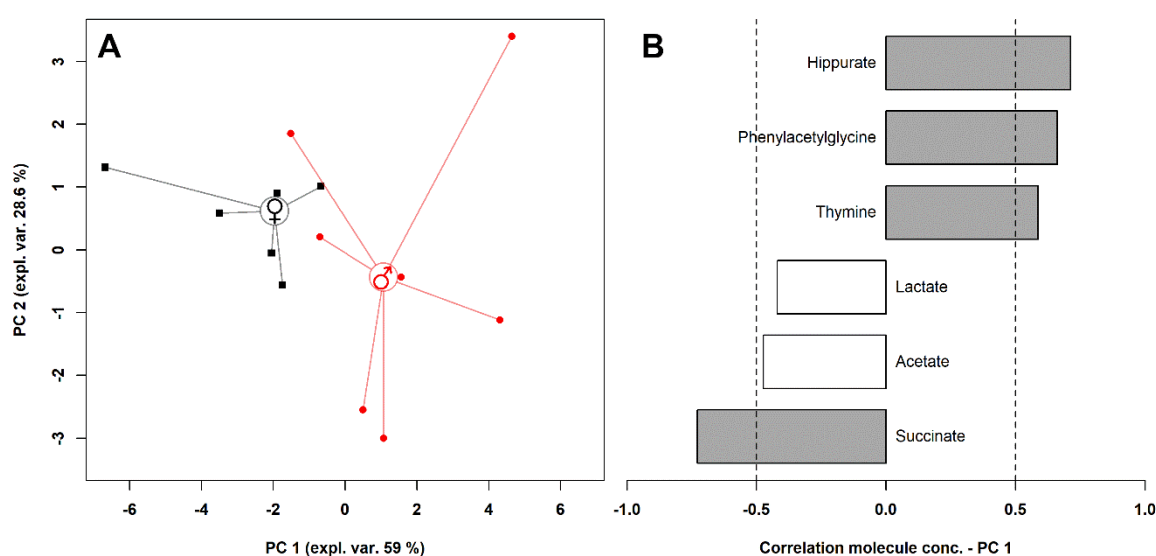 A
PC 2 (expl. var. 28.6 %)
3
2
1
0
-1
-2
-3
♀
♂
-6
-4
-2
0
2
4
6
PC 1 (expl. var. 59 %)
B
Hippurate
Phenylacetylglycine
Thymine
Lactate
Acetate
Succinate
-1.0
-0.5
0.0
0.5
1.0
Correlation molecule conc. - PC 1